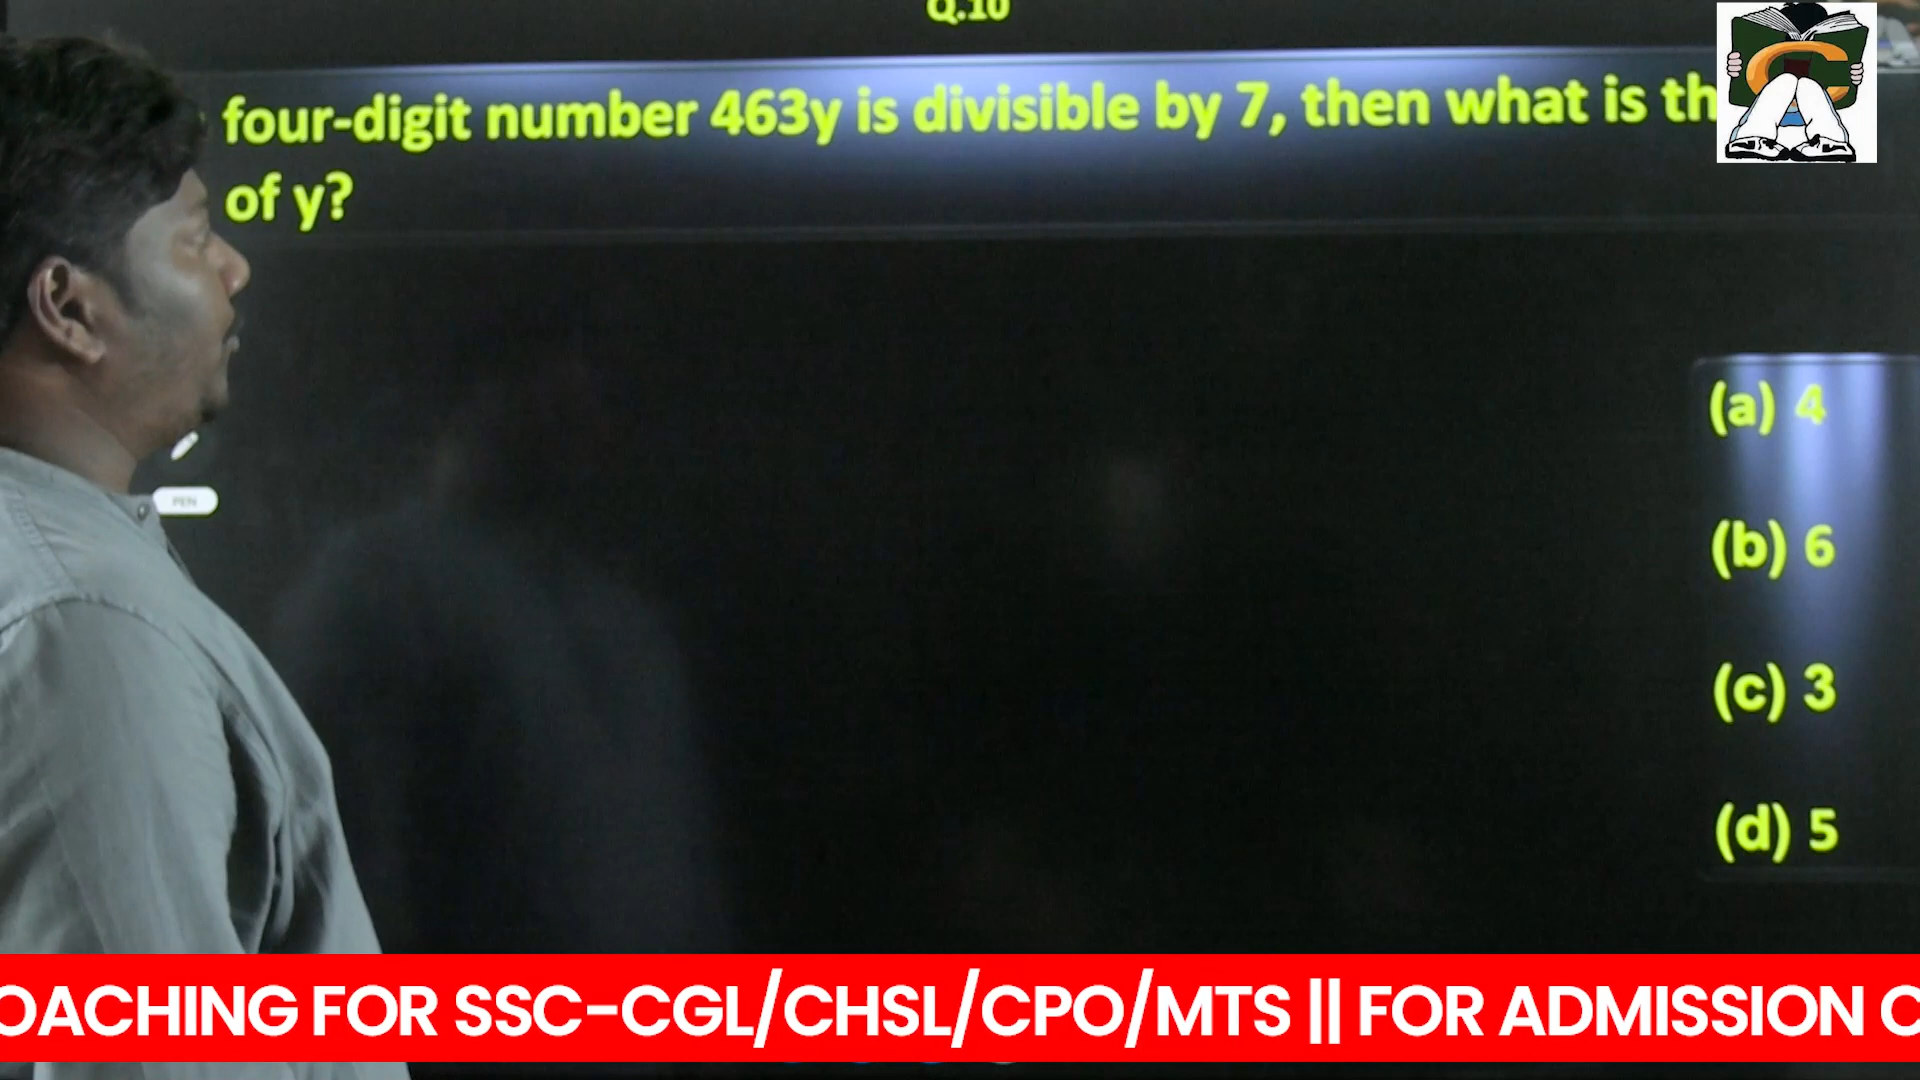 Q.10
four-digit number 463y is divisible by 7, then what is th
of y?
(a) 4
(b) 6
(c) 3
(d) 5
PEN
OACHING FOR SSC-CGL/CHSL/CPO/MTS || FOR ADMISSION C